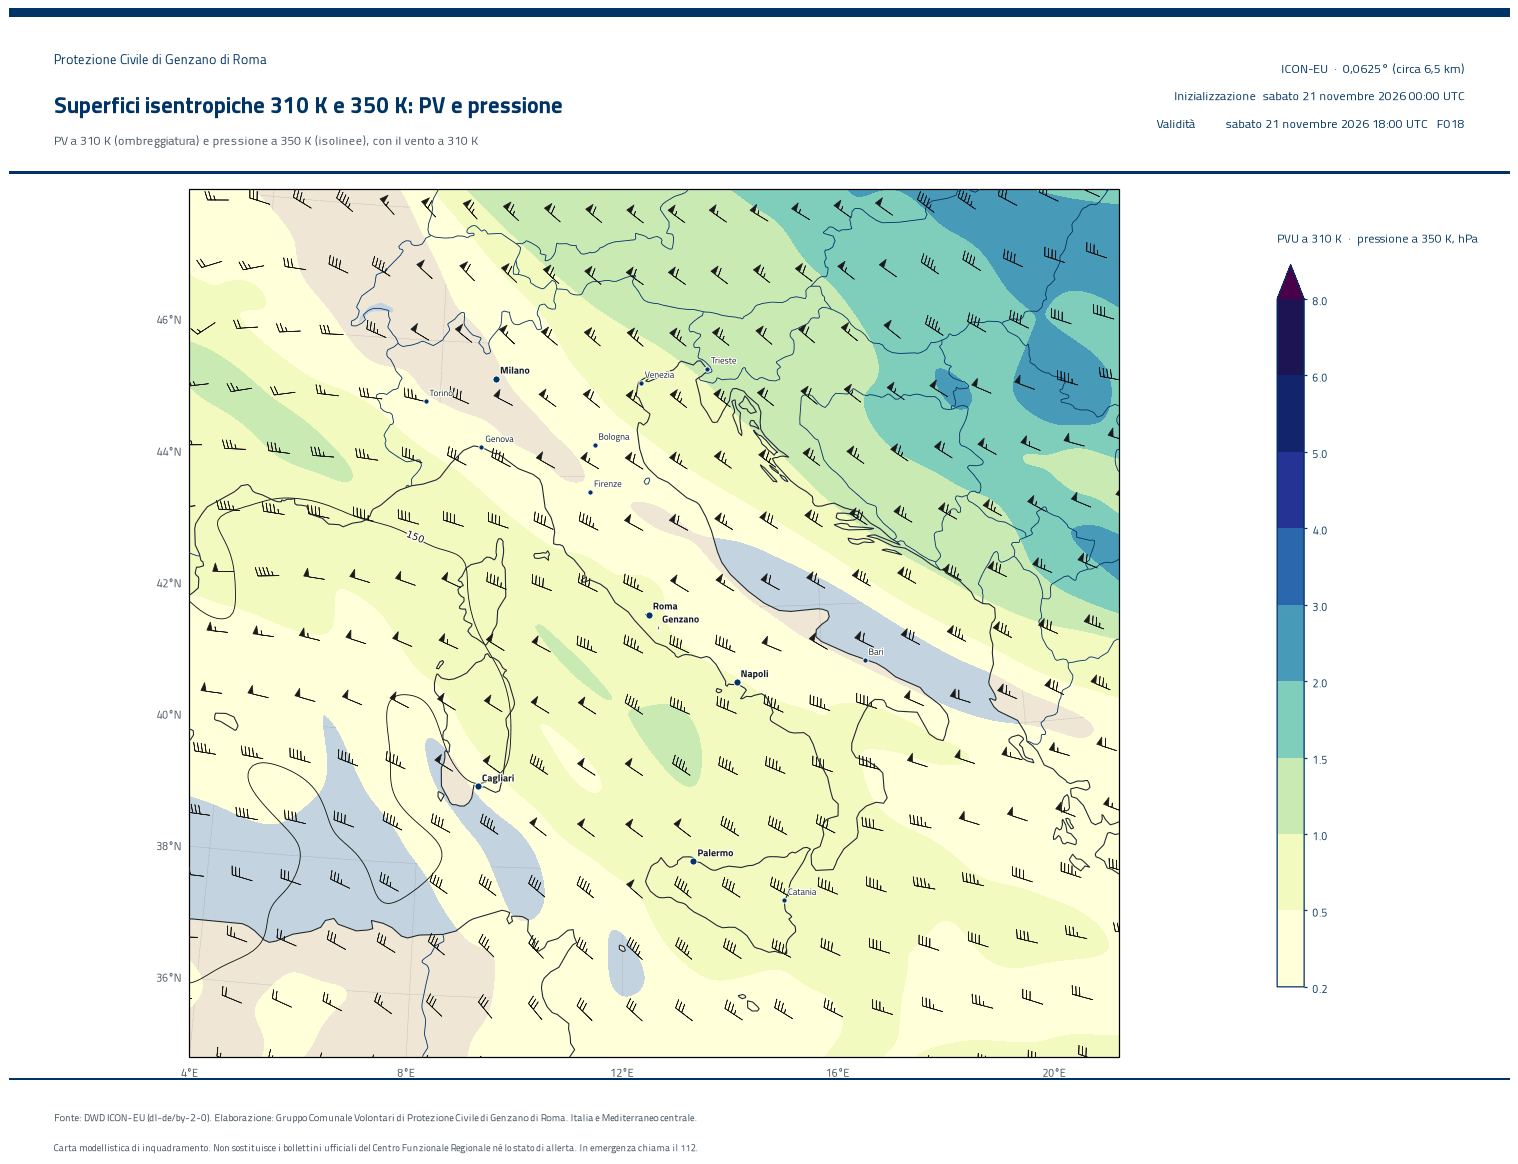 Protezione Civile di Genzano di Roma
Superfici isentropiche 310 K e 350 K: PV e pressione
PV a 310 K (ombreggiatura) e pressione a 350 K (isolinee), con il vento a 310 K
ICON-EU · 0,0625° (circa 6,5 km)
Inizializzazione sabato 21 novembre 2026 00:00 UTC
Validità sabato 21 novembre 2026 18:00 UTC F018
PVU a 310 K · pressione a 350 K, hPa
8.0
6.0
5.0
4.0
3.0
2.0
1.5
1.0
0.5
0.2
46°N
44°N
42°N
40°N
38°N
36°N
4°E
8°E
12°E
16°E
20°E
Trieste
Venezia
Milano
Torino
Genova
Bologna
Firenze
150
Roma
Genzano
Bari
Napoli
Cagliari
Palermo
Catania
Fonte: DWD ICON-EU (dl-de/by-2-0). Elaborazione: Gruppo Comunale Volontari di Protezione Civile di Genzano di Roma. Italia e Mediterraneo centrale.
Carta modellistica di inquadramento. Non sostituisce i bollettini ufficiali del Centro Funzionale Regionale né lo stato di allerta. In emergenza chiama il 112.